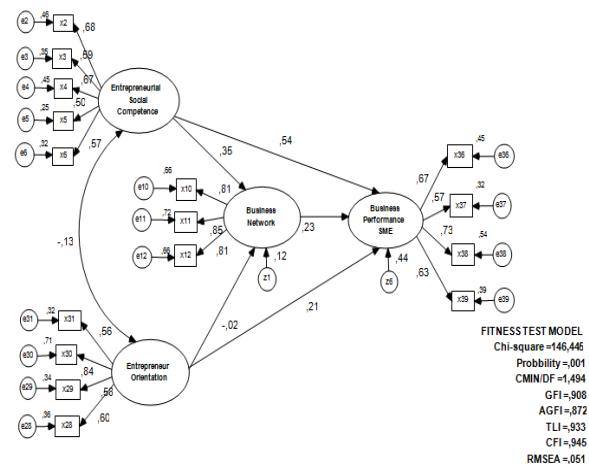 e2 ,46 x2 ,68
e3 ,35 x3 ,59
e4 ,45 x4 ,67
e5 ,25 x5 ,50
e6 ,32 x6 ,57
Entrepreneurial
Social
Competence
,54
,35
-,13
e10 ,66 x10 ,81
e11 ,72 x11 ,85
e12 ,66 x12 ,81
Business
Network
,23
,12
z1
Business
Performance
SME
,44
z6
,45
x36 e36
,67
,32
x37 e37
,57
,54
x38 e38
,73
,39
x39 e39
,63
,21
-,02
e31 ,32 x31 ,56
e30 ,71 x30 ,84
e29 ,34 x29 ,58
e28 ,36 x28 ,60
Entrepreneur
Orientation
FITNESS TEST MODEL
Chi-square =146,445
Probbility =,001
CMIN/DF =1,494
GFI =,908
AGFI =,872
TLI =,933
CFI =,945
RMSEA =,051